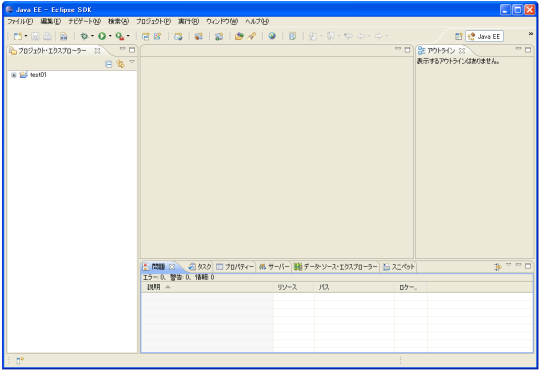 Java EE - Eclipse SDK
ファイル(F) 編集(E) ナビゲート(N) 検索(A) プロジェクト(P) 実行(R) ウィンドウ(W) ヘルプ(H)
Java EE
»
プロジェクト・エクスプローラー
test01
アウトライン
表示するアウトラインはありません。
問題 タスク プロパティー サーバー データ・ソース・エクスプローラー スニペット
エラー 0、警告 0、情報 0
説明 リソース パス ロケー...